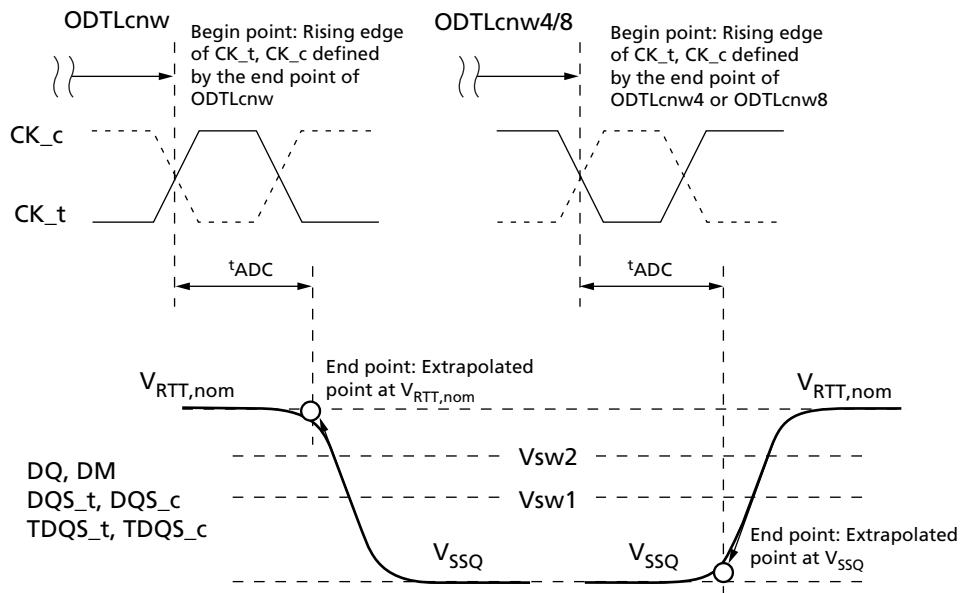 ODTLcnw
Begin point: Rising edge
of CK_t, CK_c defined
by the end point of
ODTLcnw
ODTLcnw4/8
Begin point: Rising edge
of CK_t, CK_c defined
by the end point of
ODTLcnw4 or ODTLcnw8
CK_c
CK_t
tADC
tADC
End point: Extrapolated
point at VRTT,nom
VRTT,nom
VRTT,nom
Vsw2
DQ, DM
DQS_t, DQS_c
TDQS_t, TDQS_c
Vsw1
VSSQ
VSSQ
End point: Extrapolated
point at VSSQ